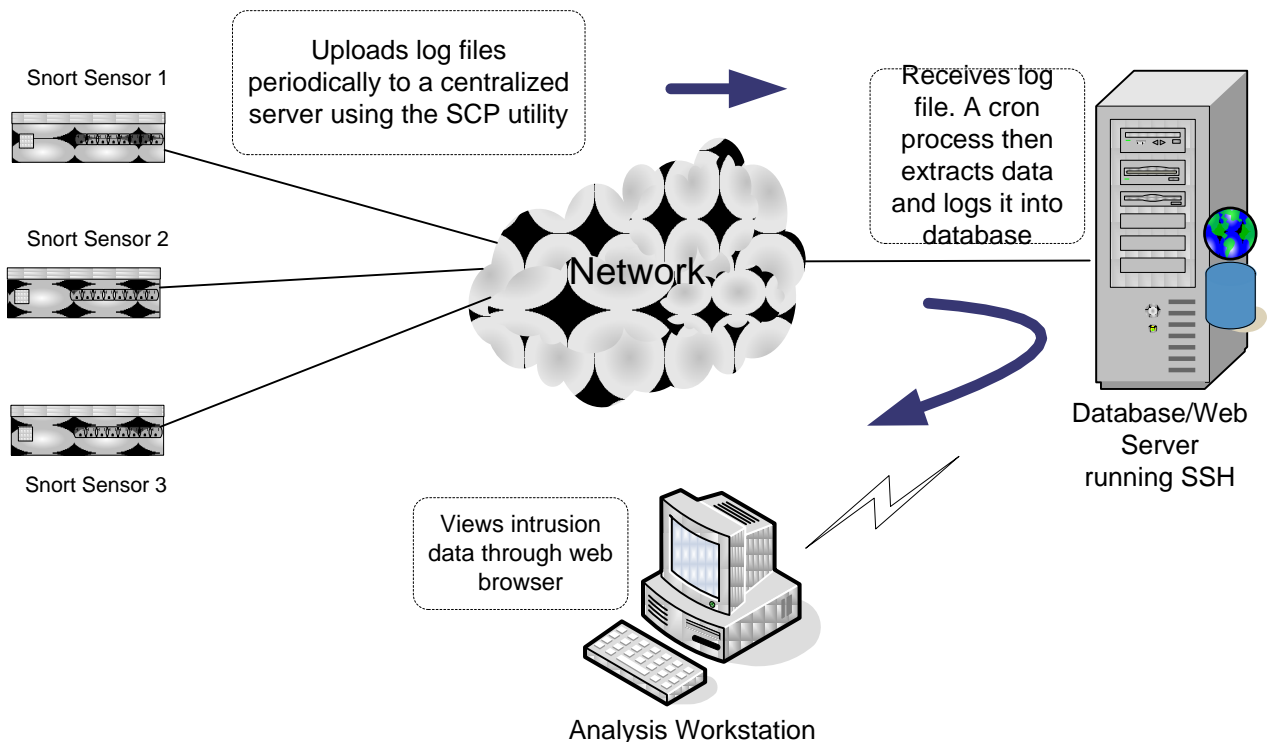 Snort Sensor 1
Uploads log files
periodically to a centralized
server using the SCP utility
Receives log
file. A cron
process then
extracts data
and logs it into
database
Snort Sensor 2
Network
Snort Sensor 3
Database/Web
Server
running SSH
Views intrusion
data through web
browser
Analysis Workstation